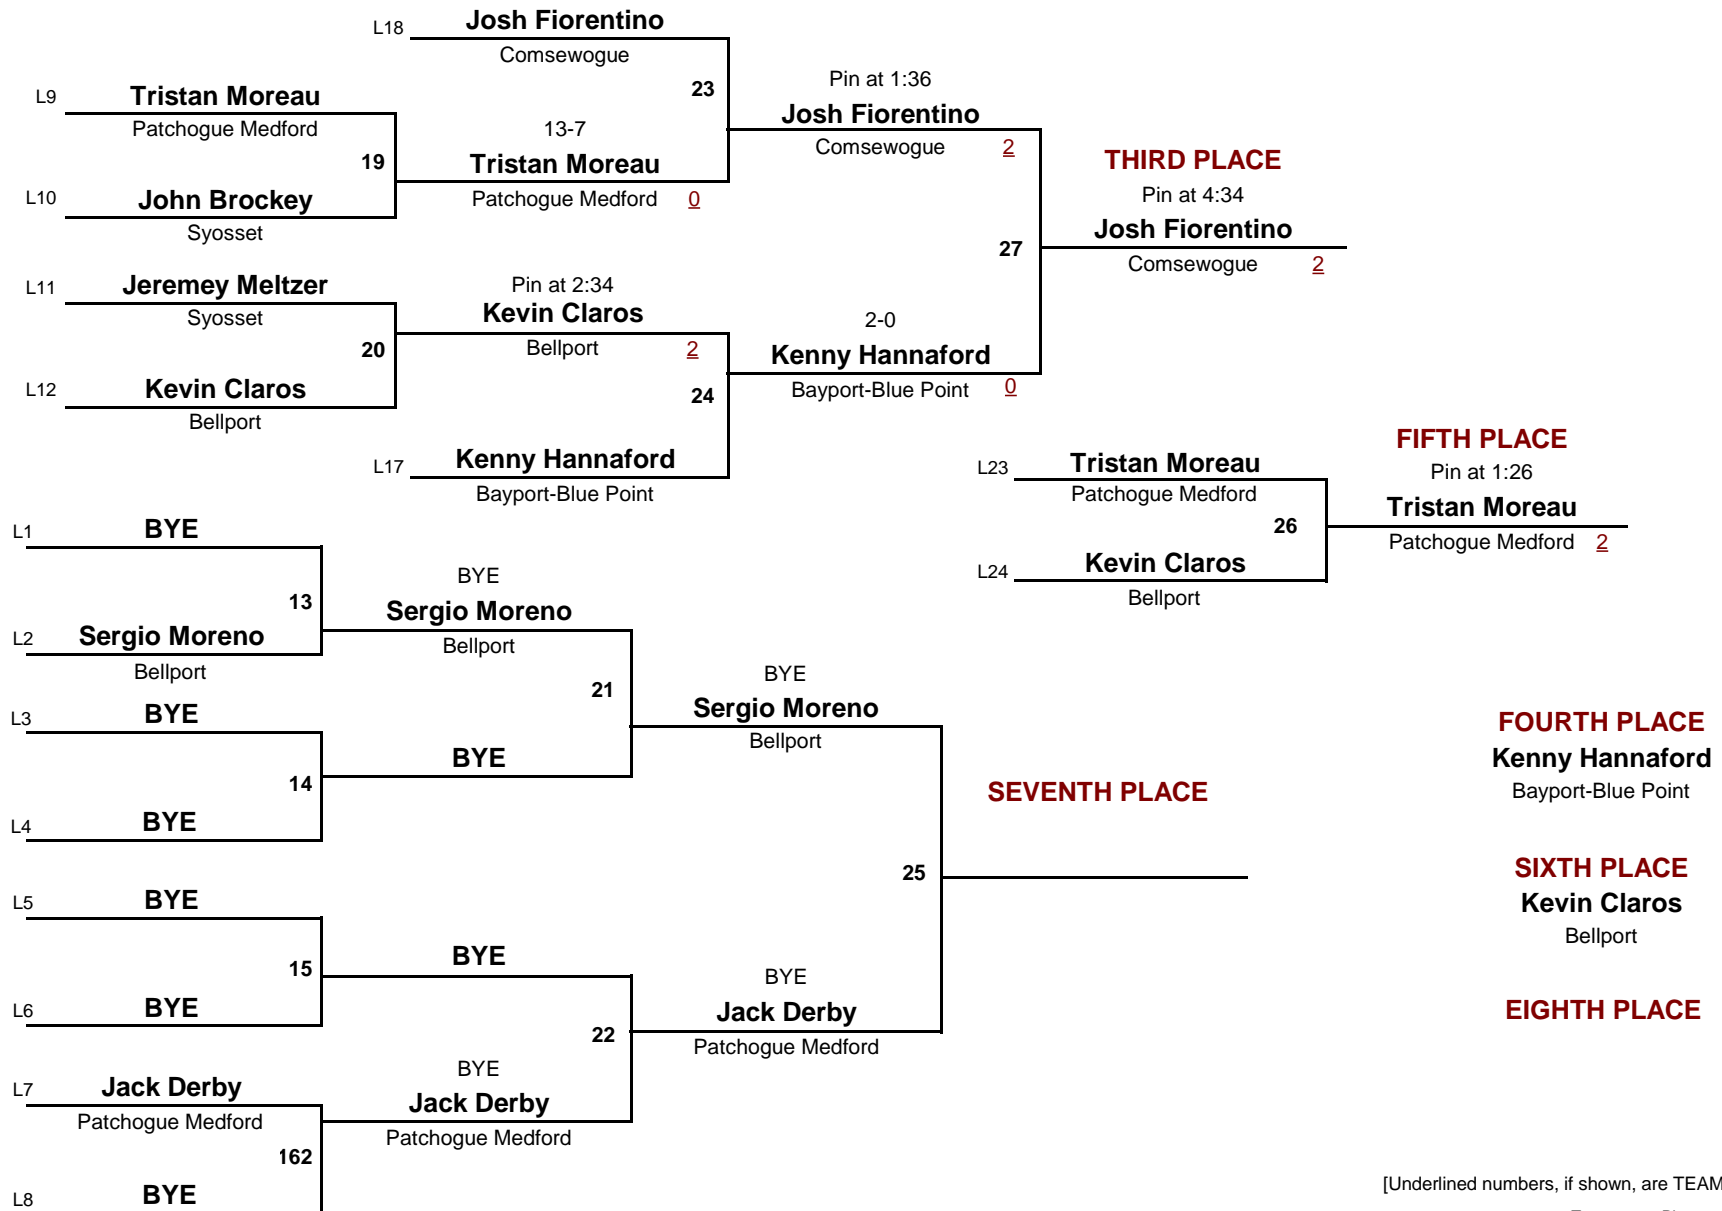 L18 Josh Fiorentino
Comsewogue
23
Pin at 1:36
L9 Tristan Moreau
Josh Fiorentino
Patchogue Medford
13-7
Comsewogue 2
19
Tristan Moreau
THIRD PLACE
L10 John Brockey
Patchogue Medford 0
Pin at 4:34
Syosset
Josh Fiorentino
27
Comsewogue 2
L11 Jeremey Meltzer
Pin at 2:34
Syosset
Kevin Claros
2-0
20
Bellport 2
Kenny Hannaford
L12 Kevin Claros
24
Bayport-Blue Point 0
Bellport
FIFTH PLACE
L17 Kenny Hannaford
L23 Tristan Moreau
Pin at 1:26
Bayport-Blue Point
Patchogue Medford
Tristan Moreau
L1 BYE
26
Patchogue Medford 2
BYE
L24 Kevin Claros
13
Sergio Moreno
Bellport
L2 Sergio Moreno
Bellport
Bellport
BYE
21
L3 BYE
Sergio Moreno
FOURTH PLACE
Bellport
Kenny Hannaford
BYE
14
SEVENTH PLACE
Bayport-Blue Point
L4 BYE
25
SIXTH PLACE
L5 BYE
Kevin Claros
Bellport
BYE
15
BYE
L6 BYE
Jack Derby
EIGHTH PLACE
22
Patchogue Medford
BYE
L7 Jack Derby
Jack Derby
Patchogue Medford
Patchogue Medford
162
L8 BYE
[Underlined numbers, if shown, are TEAM